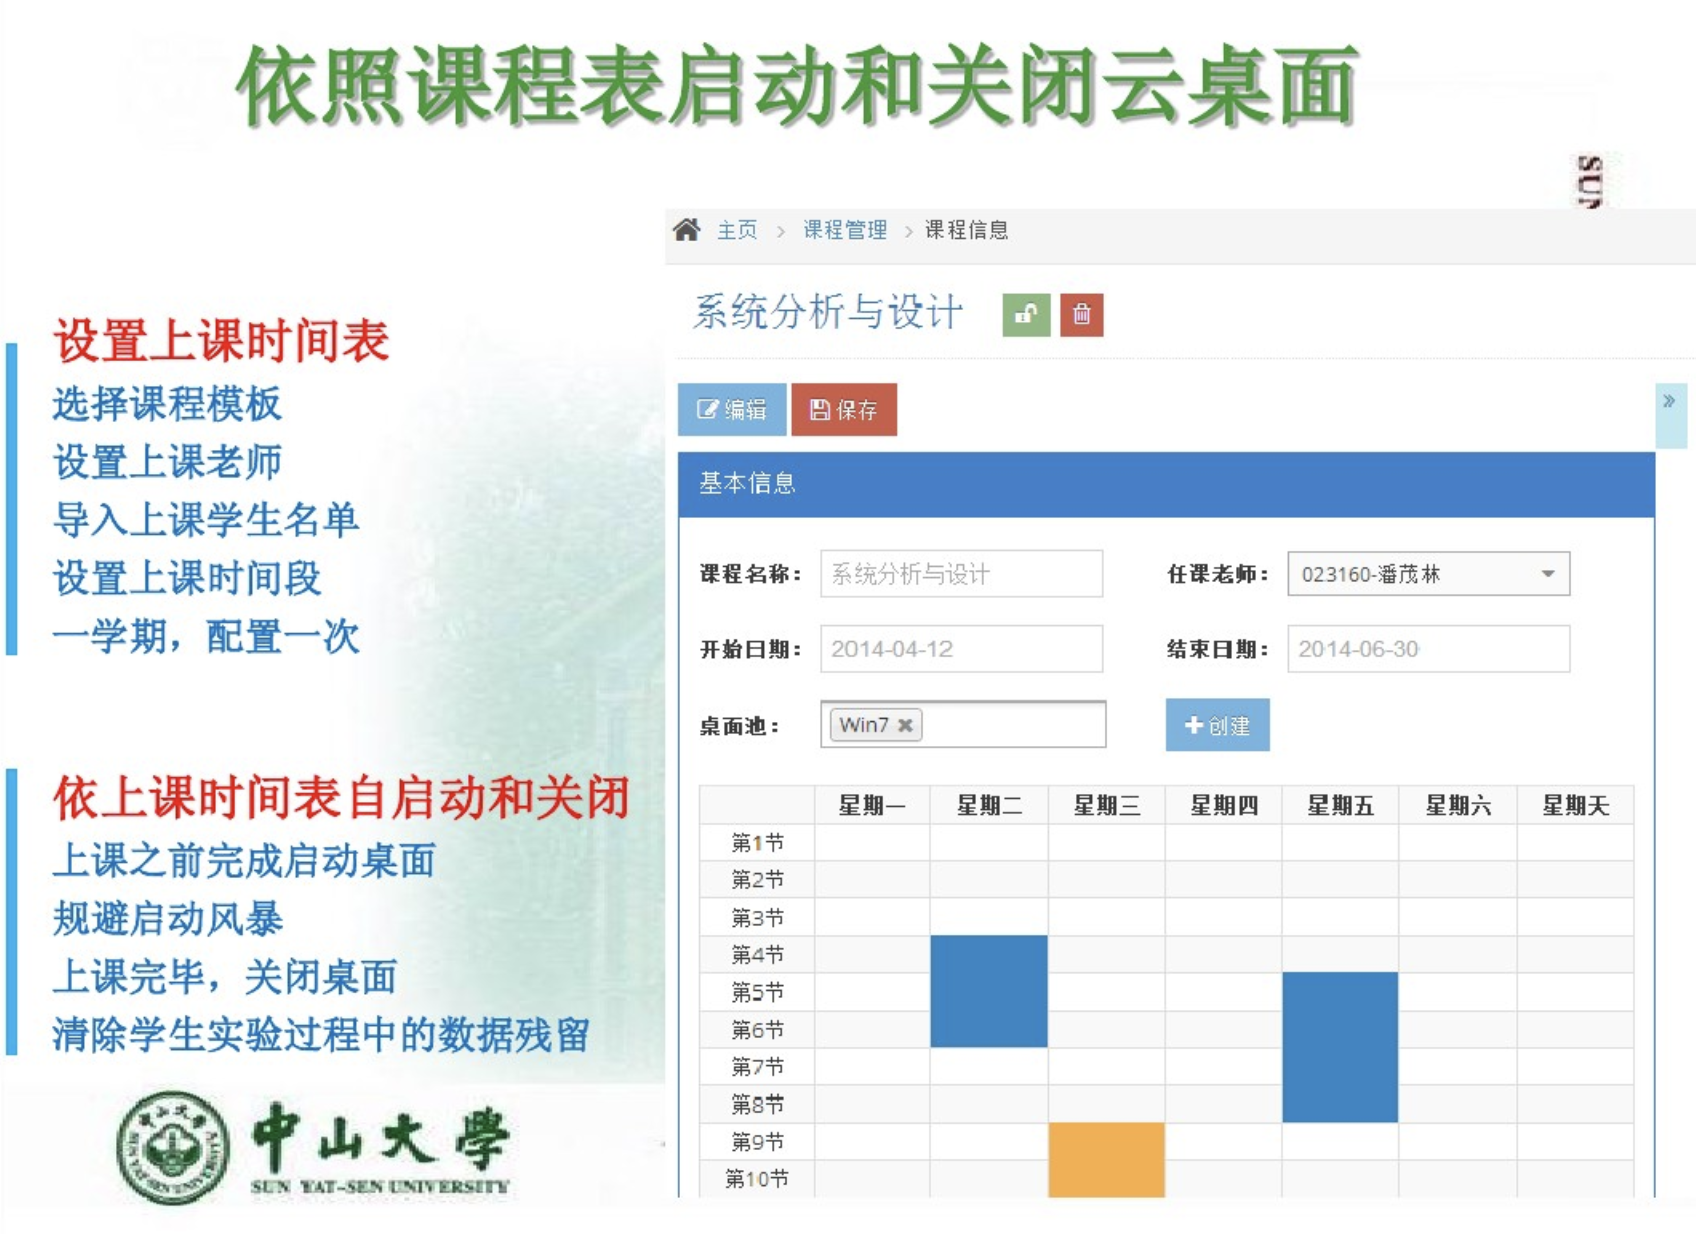 依照课程表启动和关闭云桌面
SUN
设置上课时间表
选择课程模板
设置上课老师
导入上课学生名单
设置上课时间段
一学期，配置一次
依上课时间表自启动和关闭
上课之前完成启动桌面
规避启动风暴
上课完毕，关闭桌面
清除学生实验过程中的数据残留
中山大學
SUN YAT-SEN UNIVERSITY
主页 > 课程管理 > 课程信息
系统分析与设计
编辑 保存
»
基本信息
课程名称： 系统分析与设计 任课老师： 023160-潘茂林
开始日期： 2014-04-12 结束日期： 2014-06-30
桌面池： Win7 × +创建
星期一 星期二 星期三 星期四 星期五 星期六 星期天
第1节
第2节
第3节
第4节
第5节
第6节
第7节
第8节
第9节
第10节